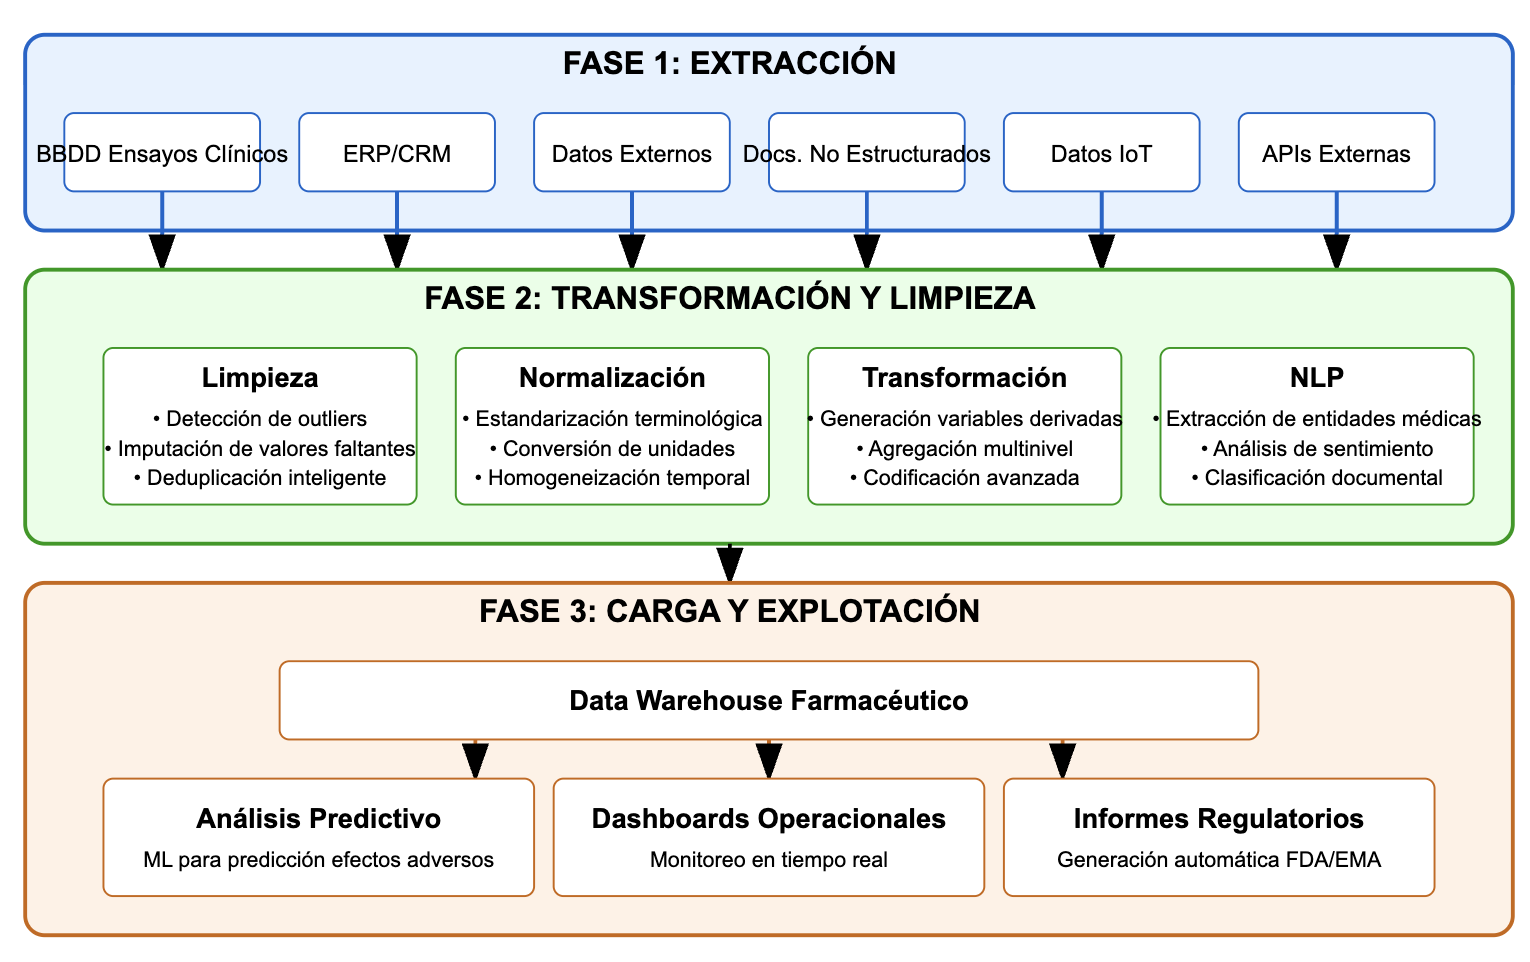 FASE 1: EXTRACCIÓN
BBDD Ensayos Clínicos
ERP/CRM
Datos Externos
Docs. No Estructurados
Datos IoT
APIs Externas
FASE 2: TRANSFORMACIÓN Y LIMPIEZA
Limpieza
• Detección de outliers
• Imputación de valores faltantes
• Deduplicación inteligente
Normalización
• Estandarización terminológica
• Conversión de unidades
• Homogeneización temporal
Transformación
• Generación variables derivadas
• Agregación multinivel
• Codificación avanzada
NLP
• Extracción de entidades médicas
• Análisis de sentimiento
• Clasificación documental
FASE 3: CARGA Y EXPLOTACIÓN
Data Warehouse Farmacéutico
Análisis Predictivo
ML para predicción efectos adversos
Dashboards Operacionales
Monitoreo en tiempo real
Informes Regulatorios
Generación automática FDA/EMA